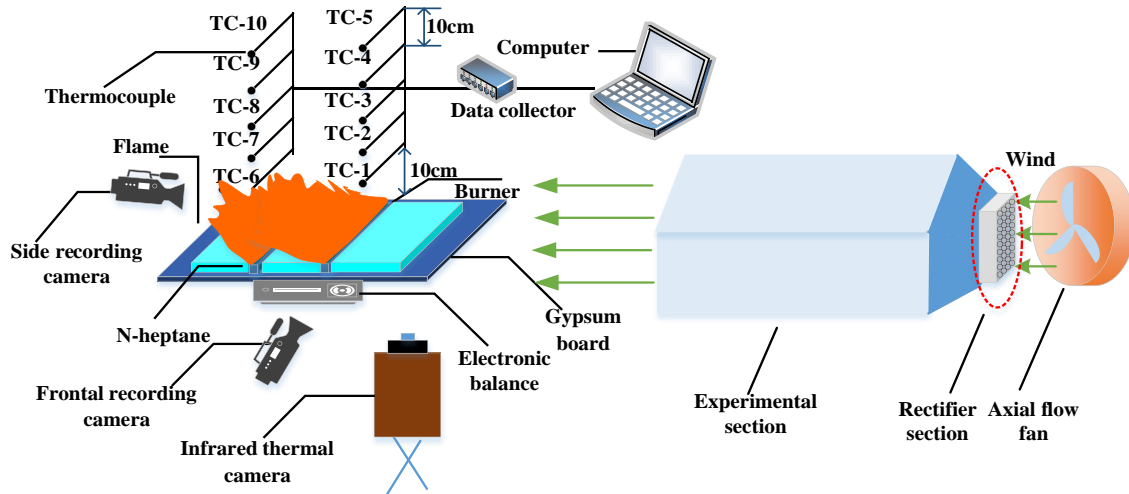 TC-10
TC-5
10cm
Computer
TC-9
TC-4
Thermocouple
TC-8
TC-3
Data collector
TC-7
TC-2
Flame
TC-6
TC-1
10cm
Burner
Wind
Side recording
camera
N-heptane
Gypsum
board
Electronic
balance
Frontal recording
camera
Infrared thermal
camera
Experimental
section
Rectifier
section
Axial flow
fan